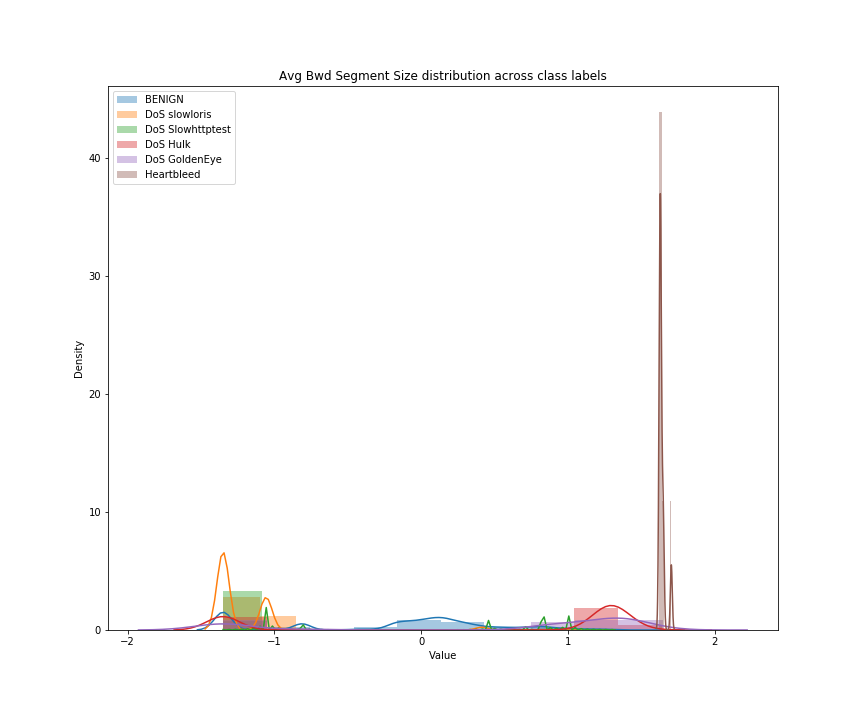 Avg Bwd Segment Size distribution across class labels
BENIGN
DoS slowloris
DoS Slowhttptest
DoS Hulk
DoS GoldenEye
Heartbleed
Density
40
30
20
10
0
−2
−1
0
1
2
Value